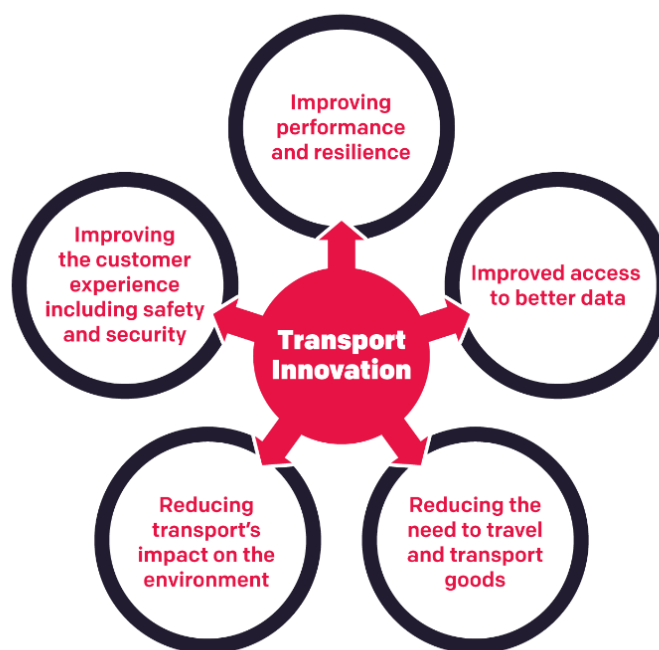 Improving
performance
and resilience
Improving
the customer
experience
including safety
and security
Improved access
to better data
Transport
Innovation
Reducing
transport's
impact on the
environment
Reducing the
need to travel
and transport
goods